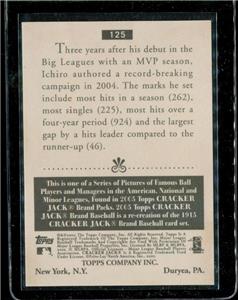 125
Three years after his debut in the
Big Leagues with an MVP season,
Ichiro authored a record-breaking
campaign in 2004. The marks he set
include most hits in a season (262),
most singles (225), most hits over
a four-year period (924) and the largest
gap by a hits leader compared to the
runner-up (46).
This is one of a Series of Pictures of Famous Ball
Players and Managers in the American, National and
Minor Leagues, Found in 2005 Topps CRACKER
JACK® Brand Packs. 2005 Topps CRACKER
JACK® Brand Baseball is a re-creation of the 1915
CRACKER JACK® Brand Baseball card set.
Topps
TOPPS COMPANY INC.
New York, N.Y. Duryea, PA.